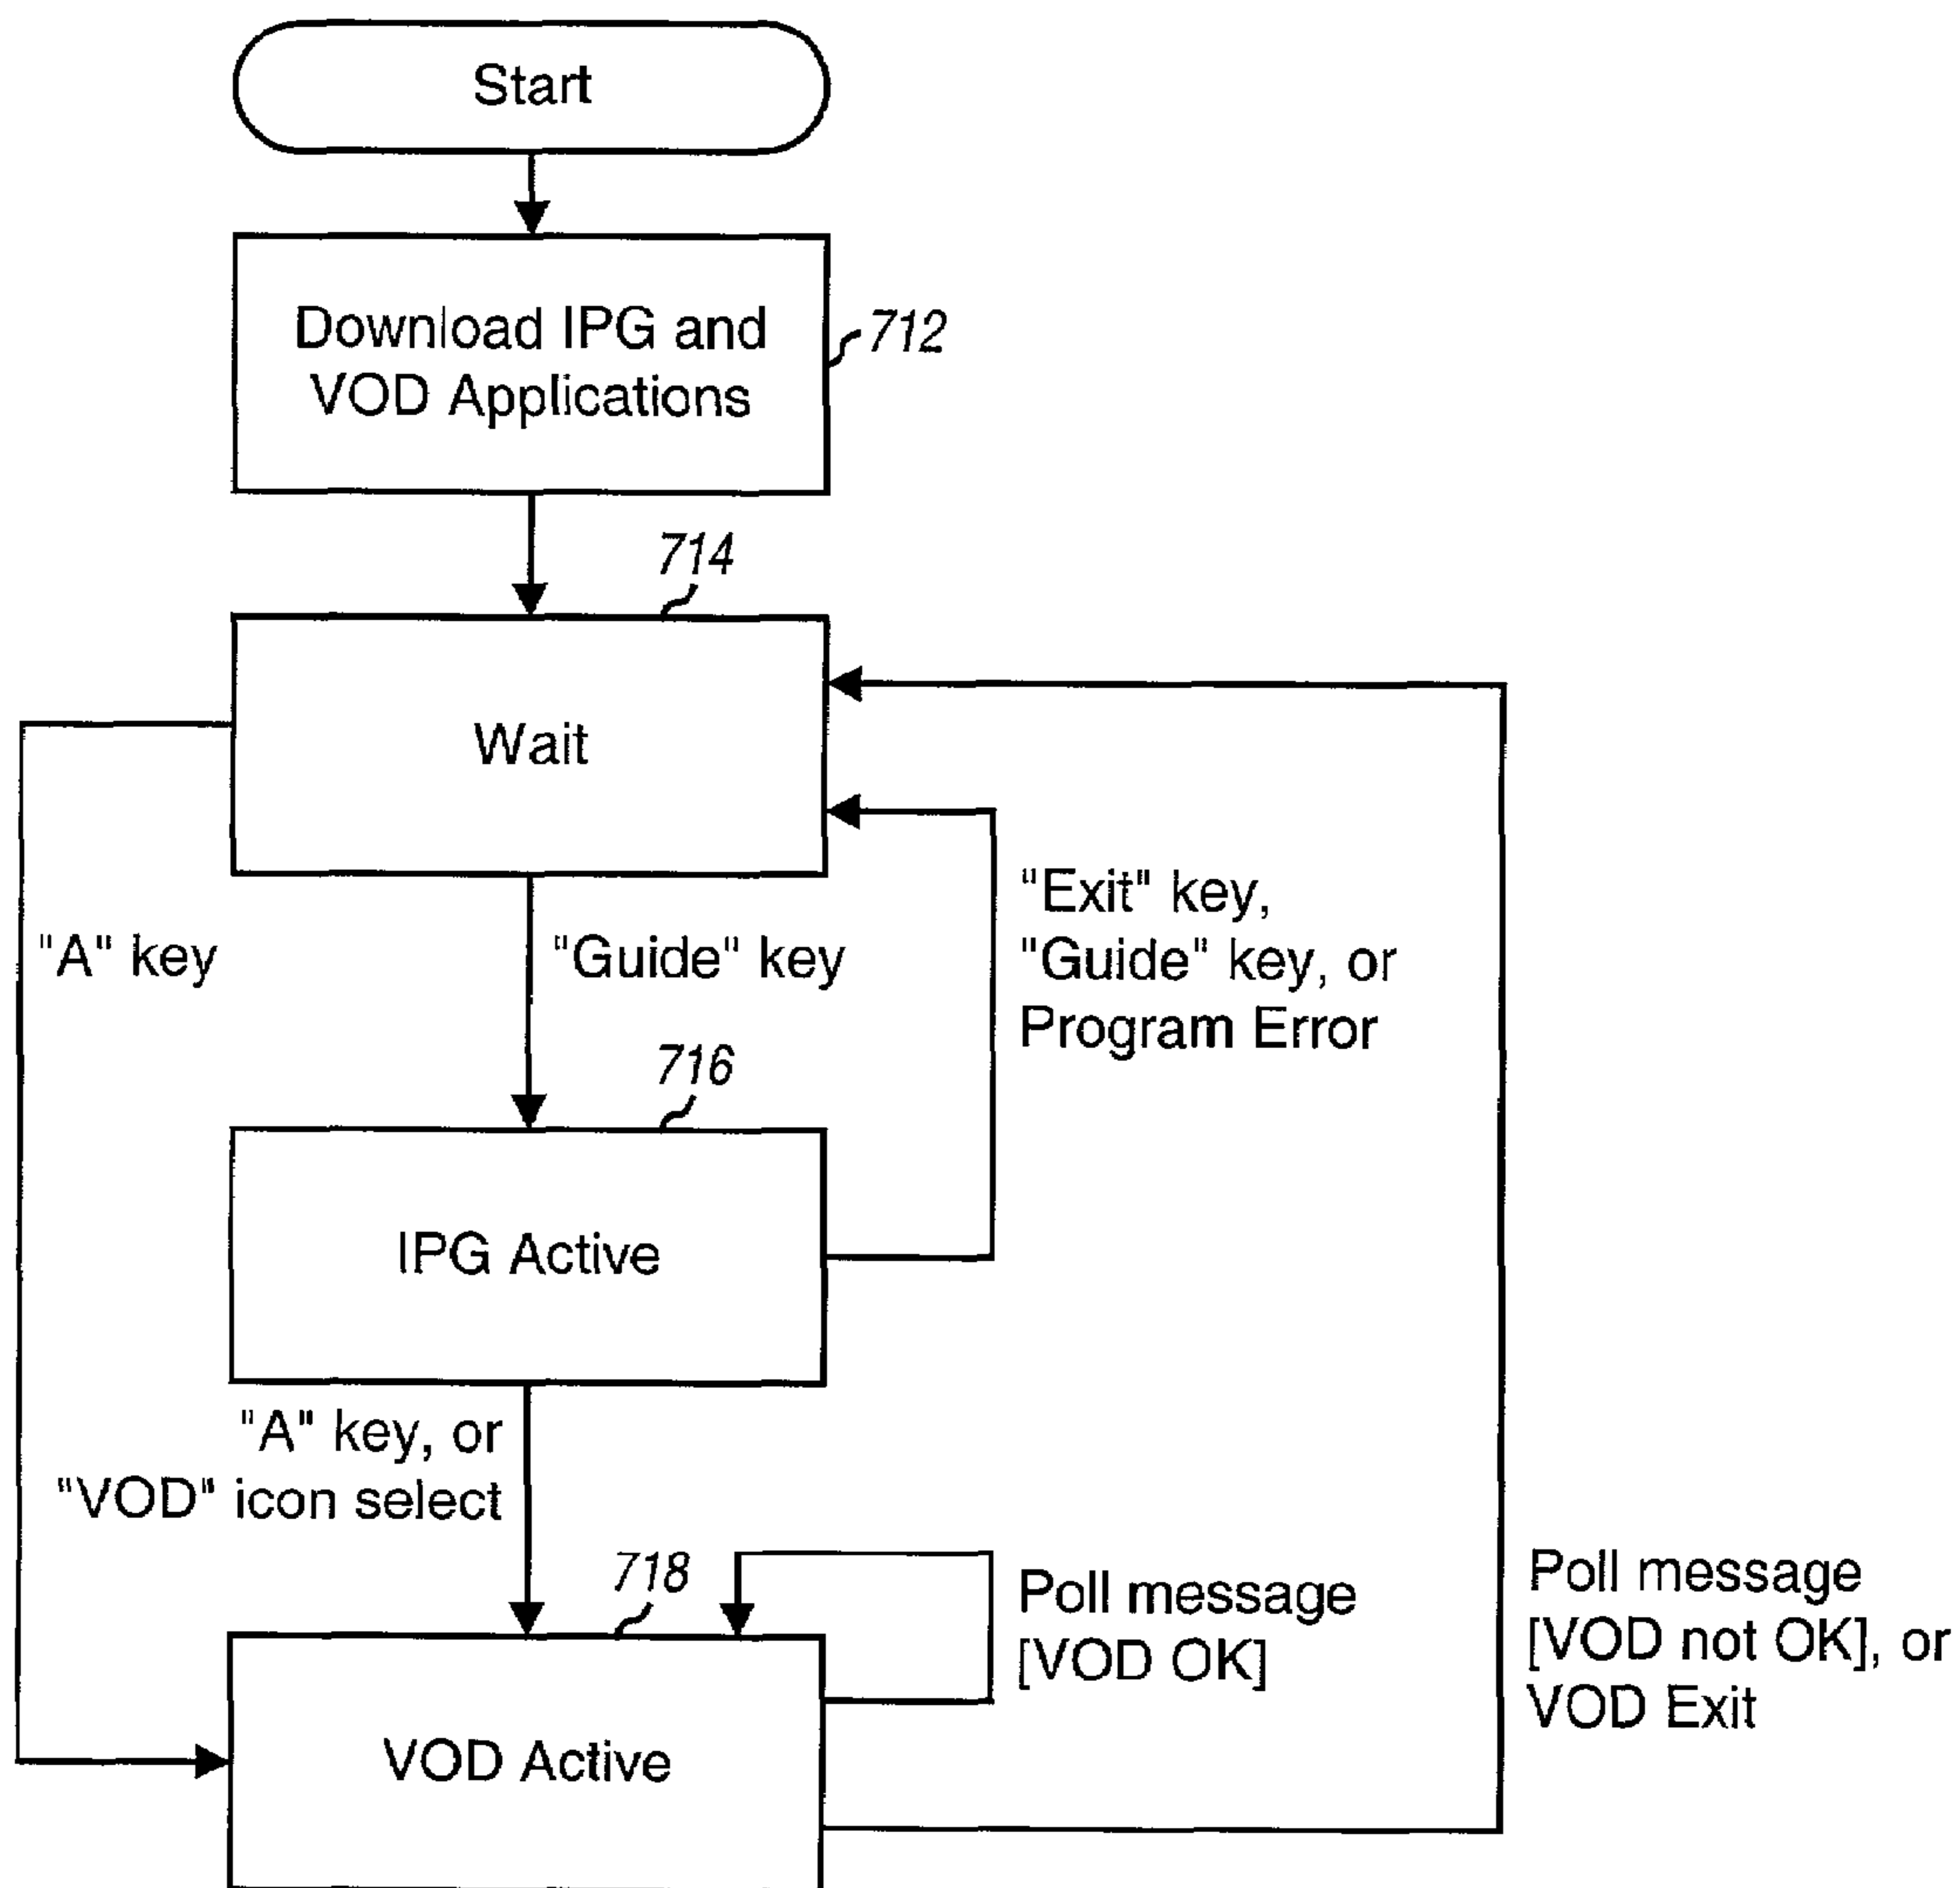 Start
Download IPG and
VOD Applications
712
714
Wait
"A" key
"Guide" key
"Exit" key,
"Guide" key, or
Program Error
716
IPG Active
"A" key, or
"VOD" icon select
718
Poll message
[VOD OK]
Poll message
[VOD not OK], or
VOD Exit
VOD Active